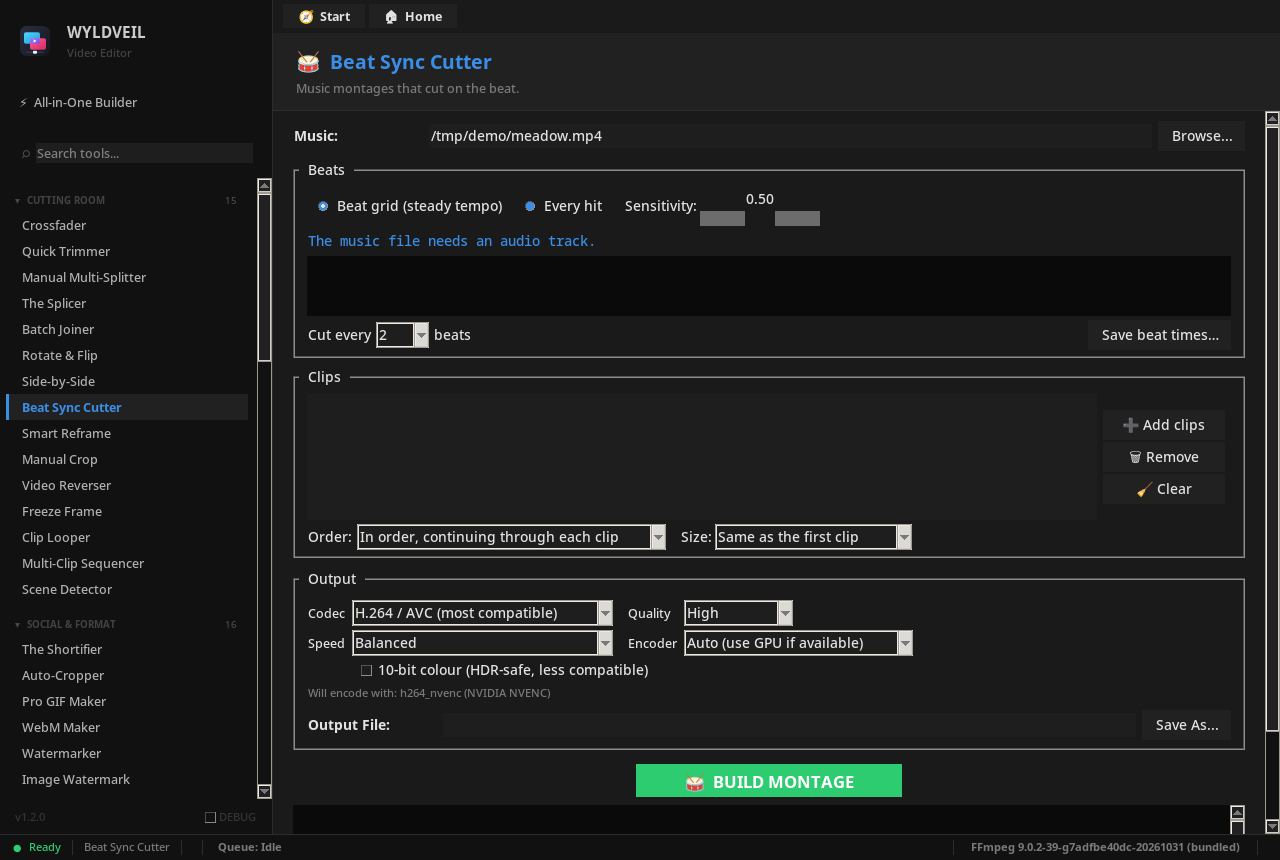 WYLDVEIL
Video Editor
⚡ All-in-One Builder
Search tools...
CUTTING ROOM 15
Crossfader
Quick Trimmer
Manual Multi-Splitter
The Splicer
Batch Joiner
Rotate & Flip
Side-by-Side
Beat Sync Cutter
Smart Reframe
Manual Crop
Video Reverser
Freeze Frame
Clip Looper
Multi-Clip Sequencer
Scene Detector
SOCIAL & FORMAT 16
The Shortifier
Auto-Cropper
Pro GIF Maker
WebM Maker
Watermarker
Image Watermark
v1.2.0 DEBUG
Start Home
Beat Sync Cutter
Music montages that cut on the beat.
Music: /tmp/demo/meadow.mp4 Browse...
Beats
Beat grid (steady tempo) Every hit Sensitivity: 0.50
The music file needs an audio track.
Cut every 2 beats Save beat times...
Clips
Add clips
Remove
Clear
Order: In order, continuing through each clip Size: Same as the first clip
Output
Codec H.264 / AVC (most compatible) Quality High
Speed Balanced Encoder Auto (use GPU if available)
10-bit colour (HDR-safe, less compatible)
Will encode with: h264_nvenc (NVIDIA NVENC)
Output File: Save As...
BUILD MONTAGE
Ready Beat Sync Cutter Queue: Idle FFmpeg 9.0.2-39-g7adfbe40dc-20261031 (bundled)